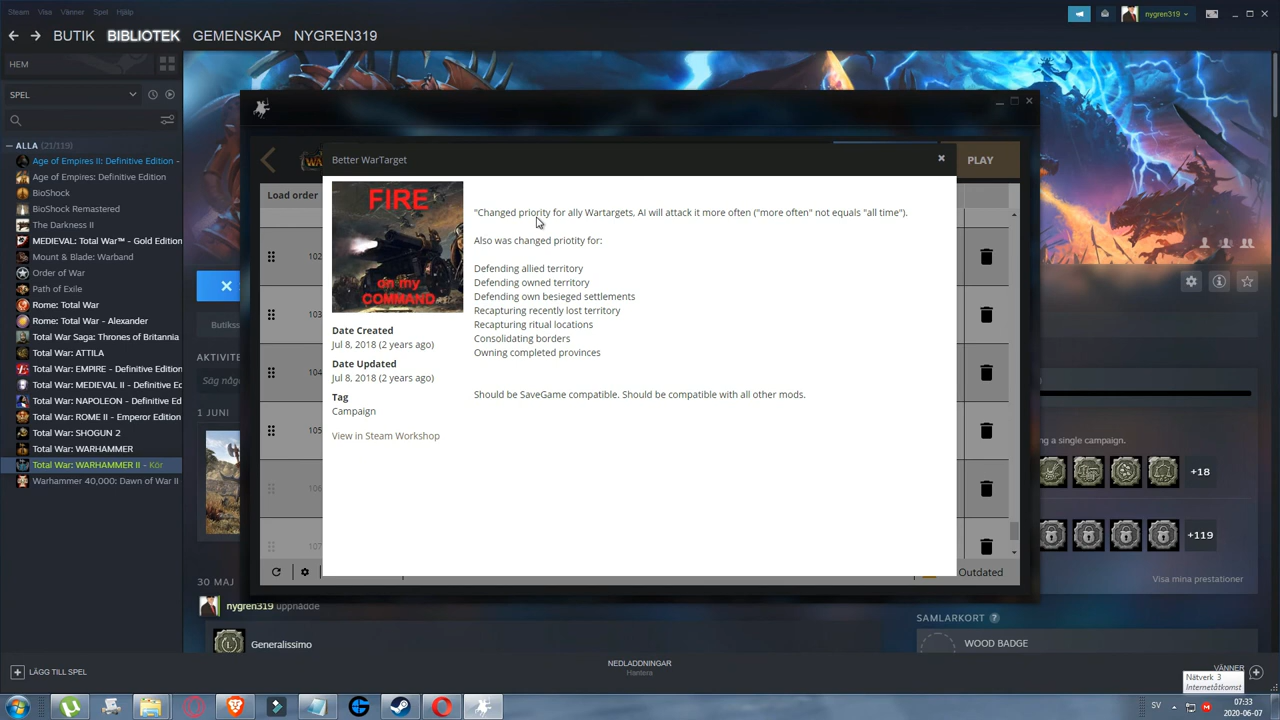 Steam Visa Vänner Spel Hjälp
nygren319
BUTIK BIBLIOTEK GEMENSKAP NYGREN319
HEM
SPEL
ALLA (21/119)
Age of Empires II: Definitive Edition -
Age of Empires: Definitive Edition
BioShock
BioShock Remastered
The Darkness II
MEDIEVAL: Total War™ - Gold Edition
Mount & Blade: Warband
Order of War
Path of Exile
Rome: Total War
Rome: Total War - Alexander
Total War Saga: Thrones of Britannia
Total War: ATTILA
Total War: EMPIRE - Definitive Ed
Total War: MEDIEVAL II - Definitive Ed
Total War: NAPOLEON - Definitive Ed
Total War: ROME II - Emperor Edition
Total War: SHOGUN 2
Total War: WARHAMMER
Total War: WARHAMMER II - Kör
Warhammer 40,000: Dawn of War II
LÄGG TILL SPEL
Butikss
AKTIVITE
Säg någo
1 JUNI
30 MAJ
nygren319 uppnådde
Generalissimo
PLAY
Load order
102
103
104
105
106
107
Outdated
Better WarTarget
FIRE
on my
COMMAND
Date Created
Jul 8, 2018 (2 years ago)
Date Updated
Jul 8, 2018 (2 years ago)
Tag
Campaign
View in Steam Workshop
"Changed priority for ally Wartargets, AI will attack it more often ("more often" not equals "all time").
Also was changed priotity for:
Defending allied territory
Defending owned territory
Defending own besieged settlements
Recapturing recently lost territory
Recapturing ritual locations
Consolidating borders
Owning completed provinces
Should be SaveGame compatible. Should be compatible with all other mods.
ng a single campaign.
+18
+119
Visa mina prestationer
SAMLARKORT ?
WOOD BADGE
NEDLADDNINGAR
Hantera
VÄNNER
Nätverk 3
Internetåtkomst
SV
07:33
2020-06-07